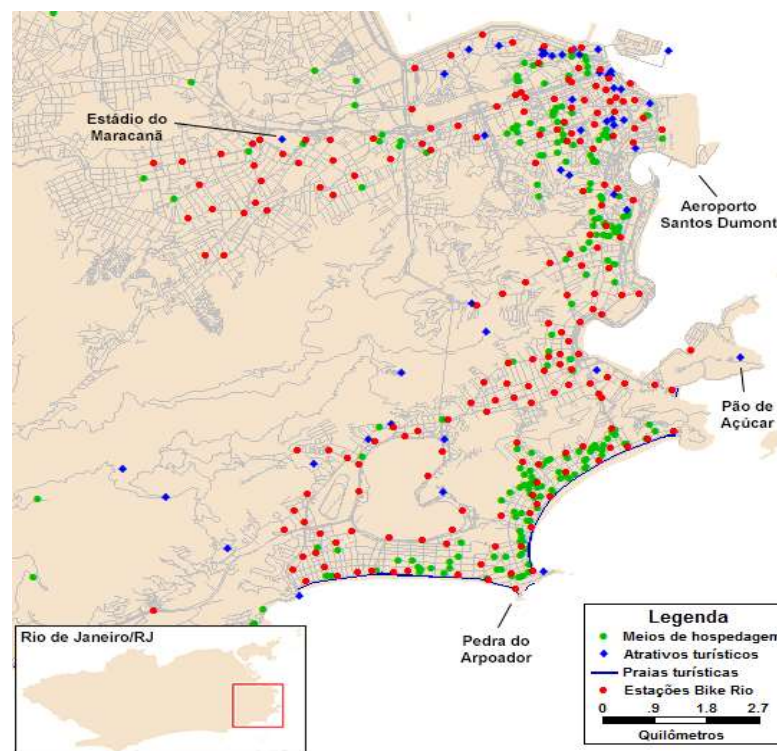 Estádio do
Maracanã
Aeroporto
Santos Dumont
Pão de
Açúcar
Pedra do
Arpoador
Rio de Janeiro/RJ
Legenda
Meios de hospedagem
Atrativos turísticos
Praias turísticas
Estações Bike Rio
0 .9 1.8 2.7
Quilômetros